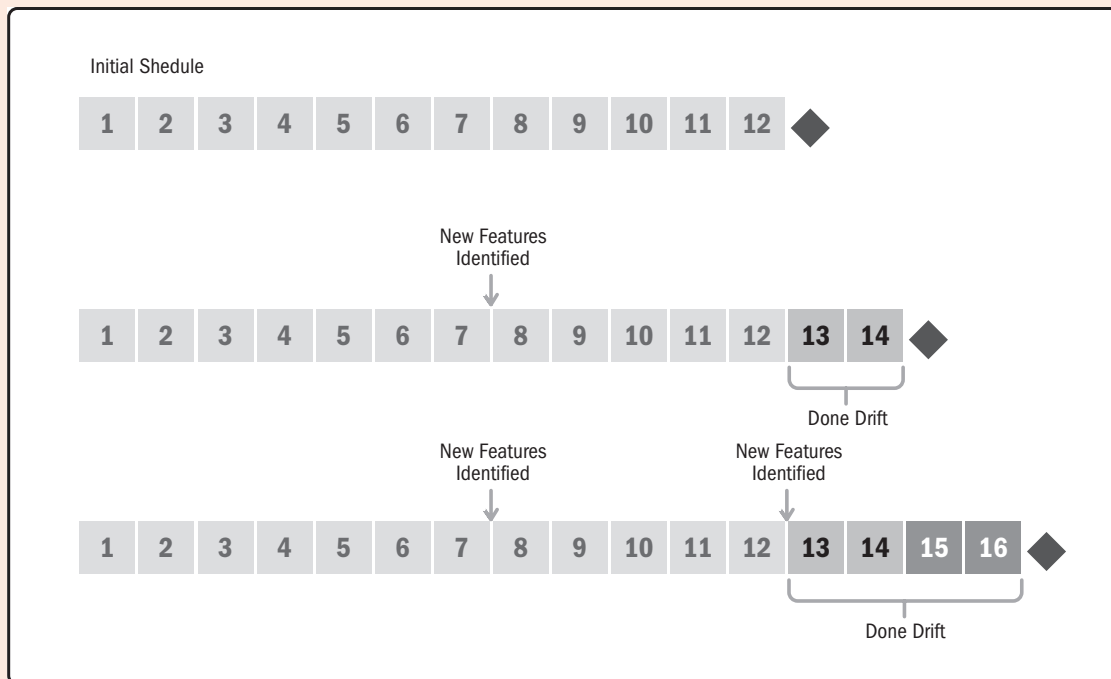 Initial Shedule
1 2 3 4 5 6 7 8 9 10 11 12
New Features
Identified
1 2 3 4 5 6 7 8 9 10 11 12 13 14
Done Drift
New Features
Identified
New Features
Identified
1 2 3 4 5 6 7 8 9 10 11 12 13 14 15 16
Done Drift